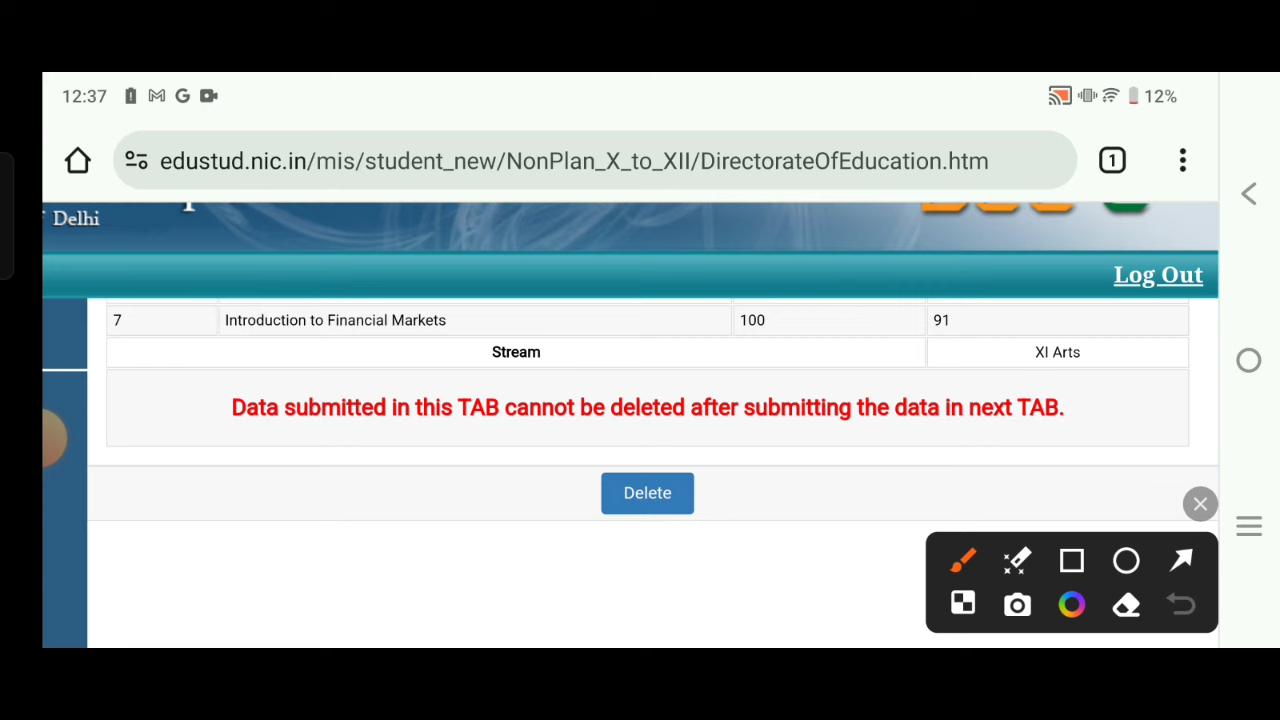 12:37
12%
edustud.nic.in/mis/student_new/NonPlan_X_to_XII/DirectorateOfEducation.htm
1
Delhi
Log Out
7 Introduction to Financial Markets 100 91
Stream XI Arts
Data submitted in this TAB cannot be deleted after submitting the data in next TAB.
Delete